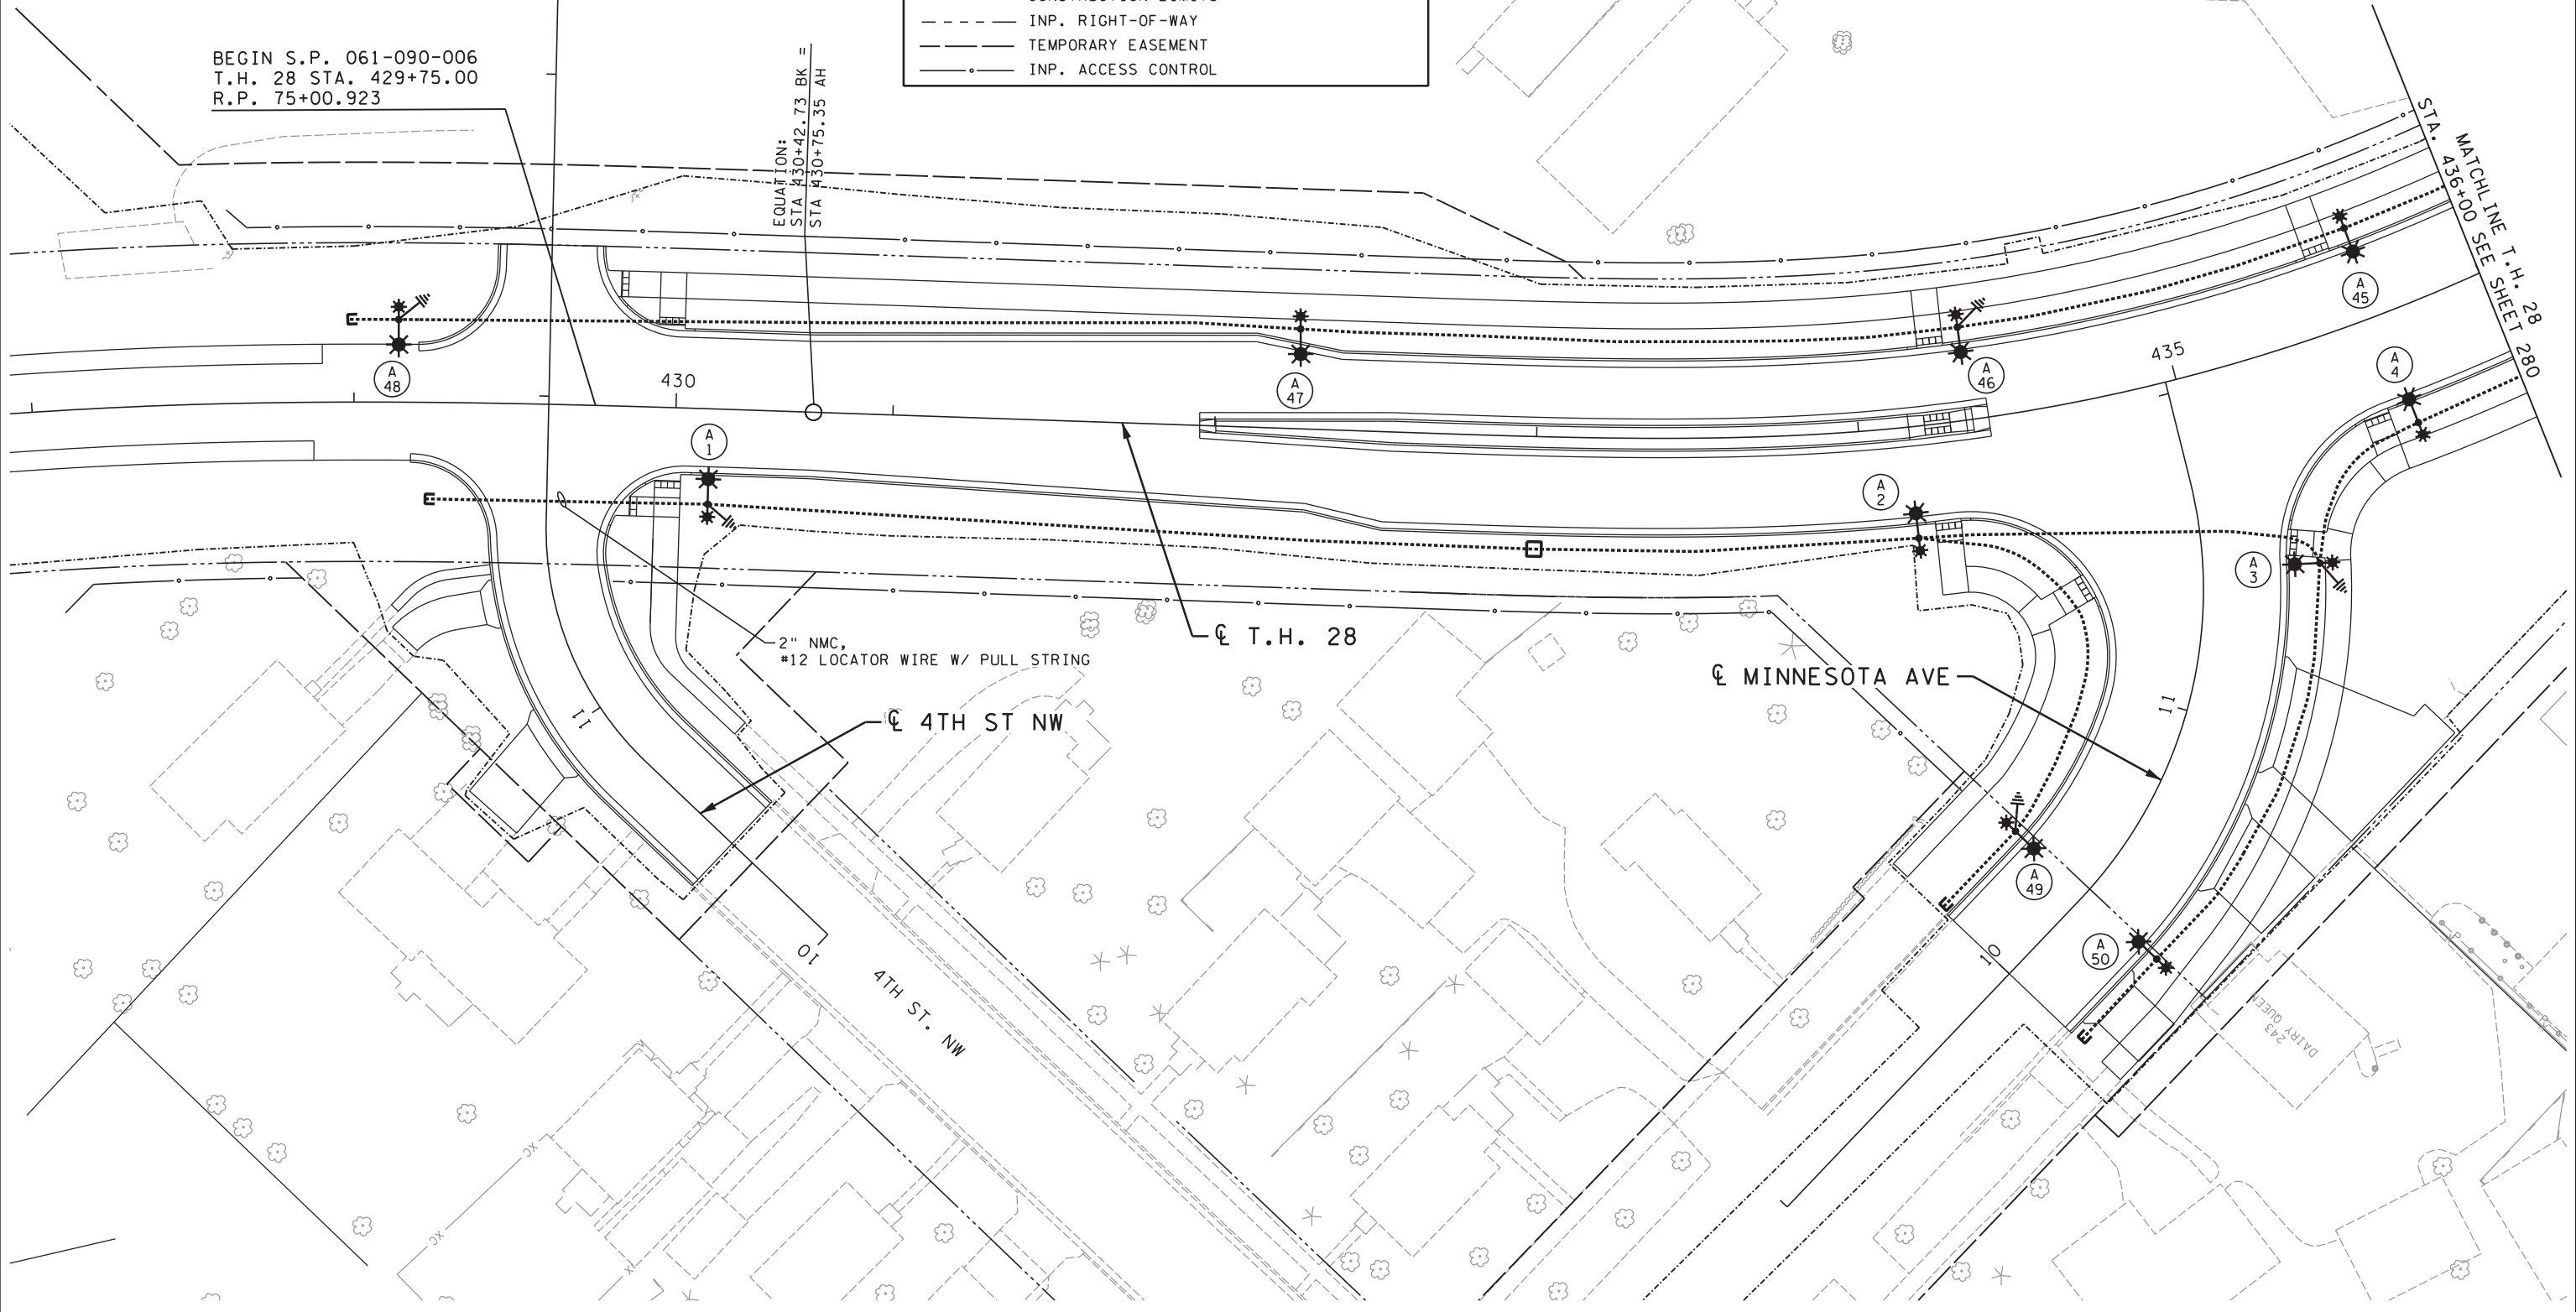 INP. RIGHT-OF-WAY
TEMPORARY EASEMENT
INP. ACCESS CONTROL
BEGIN S.P. 061-090-006
T.H. 28 STA. 429+75.00
R.P. 75+00.923
EQUATION:
STA 430+42.73 BK =
STA 430+75.35 AH
MATCHLINE T.H. 28
STA. 436+00 SEE SHEET 280
A
45
A
46
A
47
A
48
430
435
A
4
A
1
A
2
A
3
2" NMC,
#12 LOCATOR WIRE W/ PULL STRING
℄ T.H. 28
℄ MINNESOTA AVE
℄ 4TH ST NW
11
11
A
49
A
50
10
10
4TH ST. NW
2243
DAIRY QUEEN
XC
XC